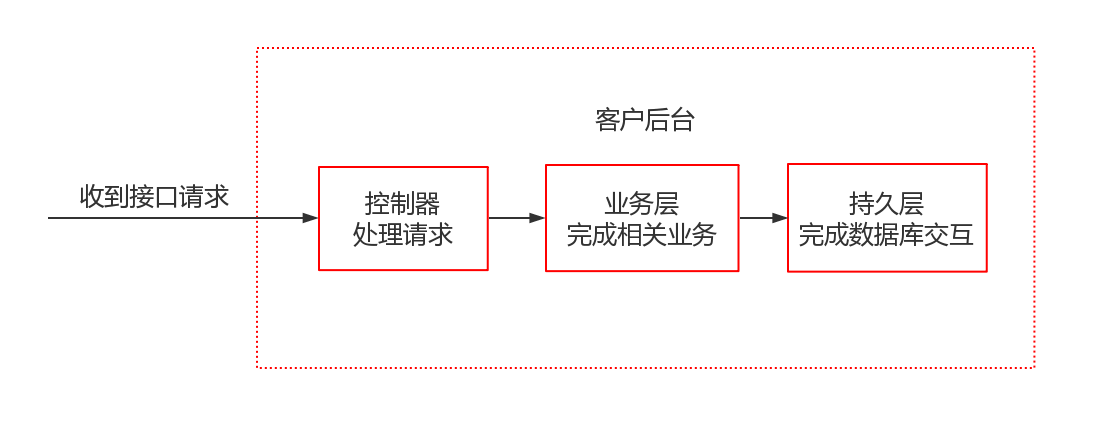 客户后台
收到接口请求
控制器
处理请求
业务层
完成相关业务
持久层
完成数据库交互